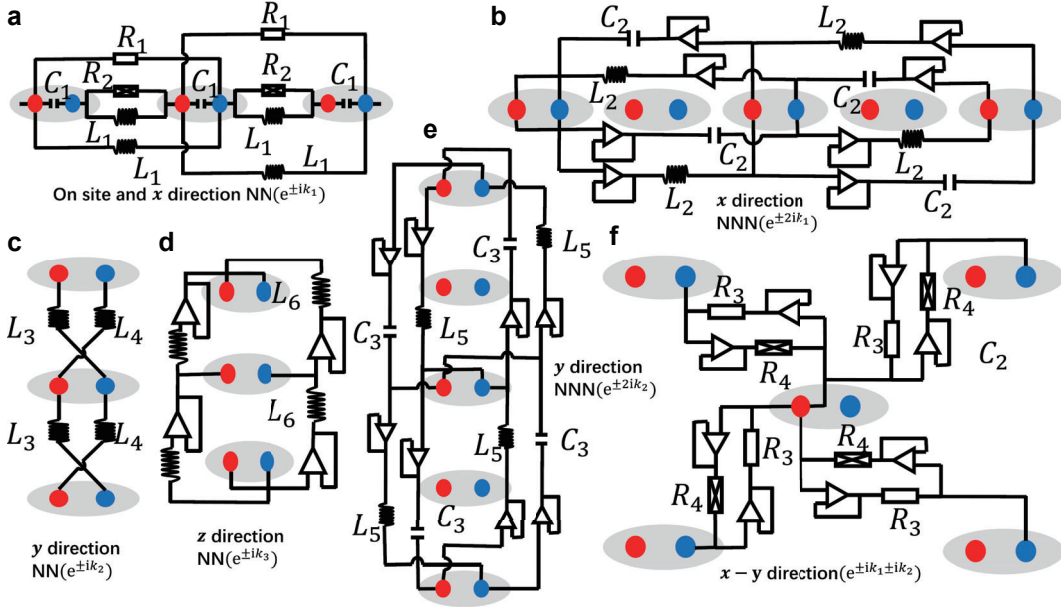 a
R₁
R₁
C₁
R₂
C₁
R₂
C₁
L₁
L₁
L₁
L₁
On site and x direction NN(e^{±ik₁})
b
C₂
L₂
L₂
C₂
C₂
L₂
L₂
C₂
x direction
NNN(e^{±2ik₁})
c
L₃
L₄
L₃
L₄
y direction
NN(e^{±ik₂})
d
L₆
L₆
z direction
NN(e^{±ik₃})
e
C₃
L₅
C₃
L₅
y direction
NNN(e^{±2ik₂})
L₅
C₃
C₃
L₅
f
R₃
R₄
R₃
R₄
C₂
R₃
R₄
R₄
R₃
x − y direction(e^{±ik₁±ik₂})